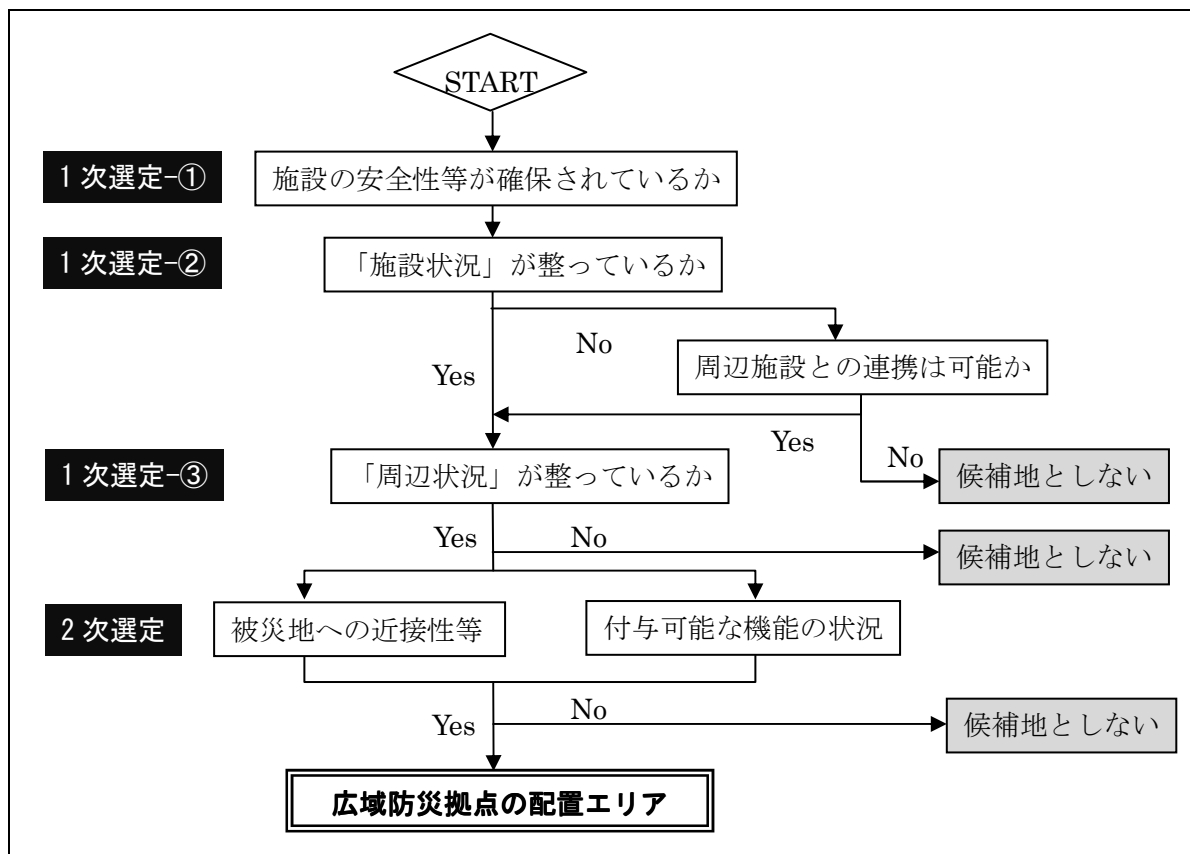 START
1次選定-①
施設の安全性等が確保されているか
1次選定-②
「施設状況」が整っているか
No
Yes
周辺施設との連携は可能か
Yes
1次選定-③
「周辺状況」が整っているか
No
候補地としない
Yes
No
候補地としない
2次選定
被災地への近接性等
付与可能な機能の状況
Yes
No
候補地としない
広域防災拠点の配置エリア